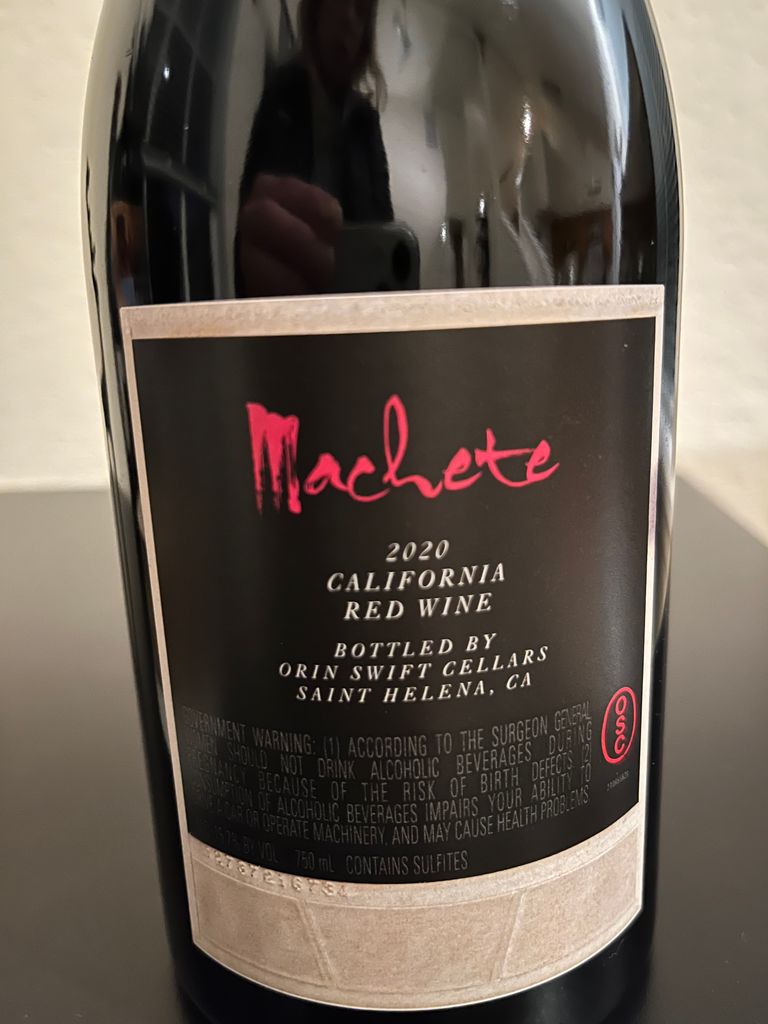 Machete
2020
CALIFORNIA
RED WINE
BOTTLED BY
ORIN SWIFT CELLARS
SAINT HELENA, CA
OSC
GOVERNMENT WARNING: (1) ACCORDING TO THE SURGEON GENERAL
WOMEN SHOULD NOT DRINK ALCOHOLIC BEVERAGES DURING
PREGNANCY BECAUSE OF THE RISK OF BIRTH DEFECTS (2)
CONSUMPTION OF ALCOHOLIC BEVERAGES IMPAIRS YOUR ABILITY TO
A CAR OR OPERATE MACHINERY, AND MAY CAUSE HEALTH PROBLEMS
BY VOL 750 mL CONTAINS SULFITES